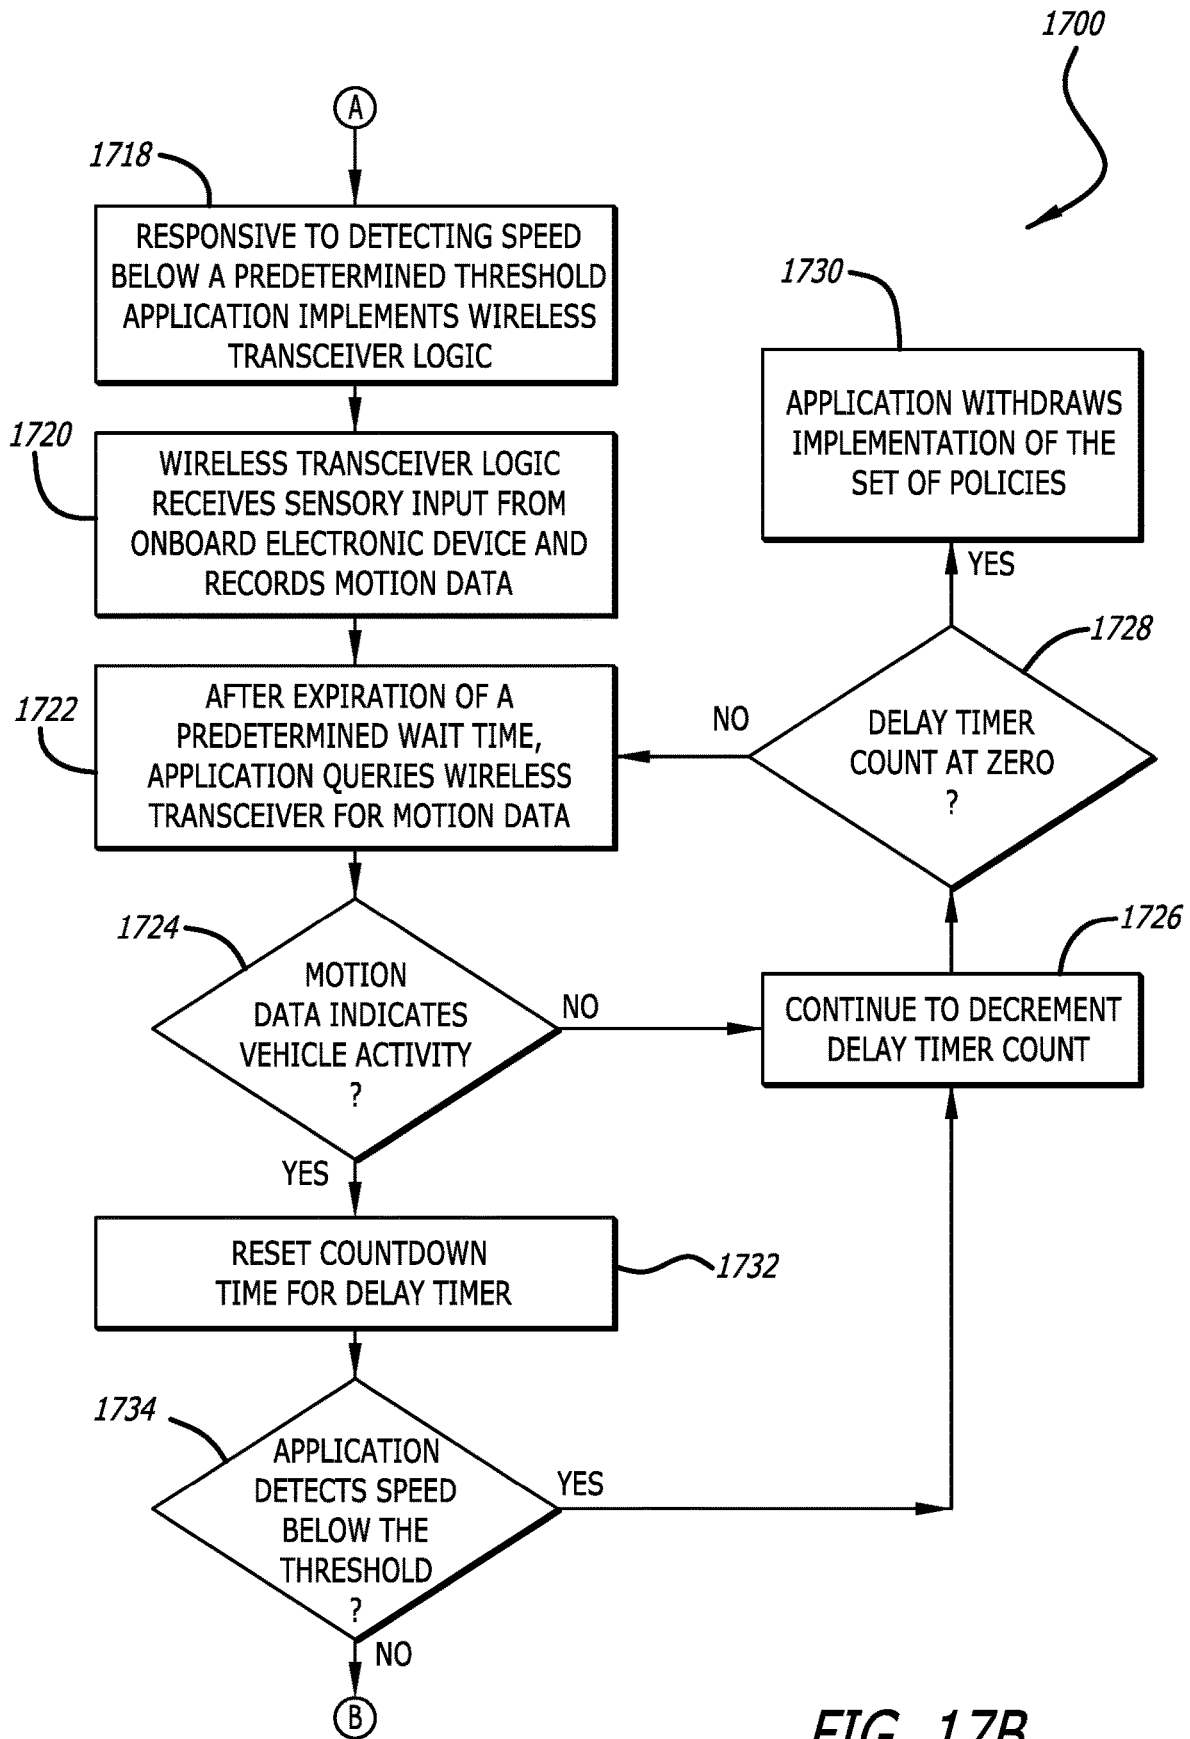 1700
A
1718
RESPONSIVE TO DETECTING SPEED
BELOW A PREDETERMINED THRESHOLD
APPLICATION IMPLEMENTS WIRELESS
TRANSCEIVER LOGIC
1720
WIRELESS TRANSCEIVER LOGIC
RECEIVES SENSORY INPUT FROM
ONBOARD ELECTRONIC DEVICE AND
RECORDS MOTION DATA
1722
AFTER EXPIRATION OF A
PREDETERMINED WAIT TIME,
APPLICATION QUERIES WIRELESS
TRANSCEIVER FOR MOTION DATA
1724
MOTION
DATA INDICATES
VEHICLE ACTIVITY
?
NO
YES
RESET COUNTDOWN
TIME FOR DELAY TIMER
1732
1734
APPLICATION
DETECTS SPEED
BELOW THE
THRESHOLD
?
YES
NO
B
1730
APPLICATION WITHDRAWS
IMPLEMENTATION OF THE
SET OF POLICIES
YES
1728
NO
DELAY TIMER
COUNT AT ZERO
?
1726
CONTINUE TO DECREMENT
DELAY TIMER COUNT
FIG. 17B